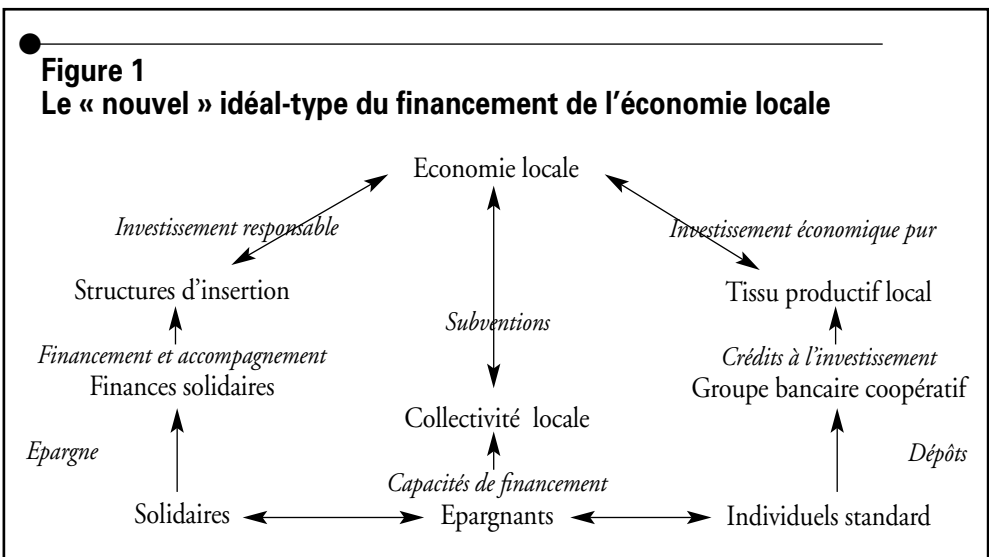 Figure 1
Le « nouvel » idéal-type du financement de l’économie locale
Economie locale
Investissement responsable
Investissement économique pur
Structures d’insertion
Tissu productif local
Subventions
Financement et accompagnement
Crédits à l’investissement
Finances solidaires
Groupe bancaire coopératif
Collectivité locale
Epargne
Dépôts
Capacités de financement
Solidaires
Epargnants
Individuels standard